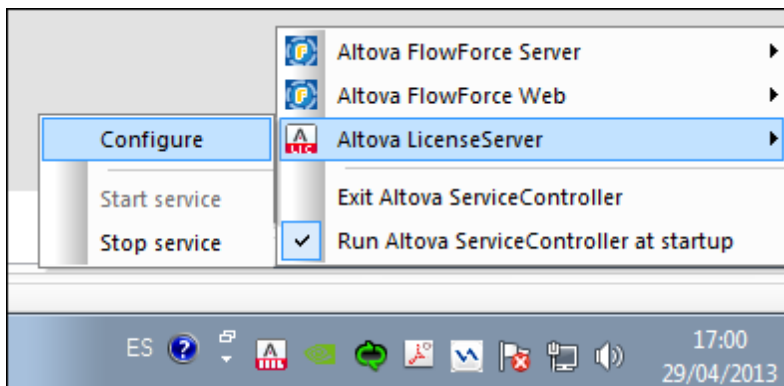 Altova FlowForce Server
Altova FlowForce Web
Altova LicenseServer
Exit Altova ServiceController
Run Altova ServiceController at startup
Configure
Start service
Stop service
ES
17:00
29/04/2013
A
LIC